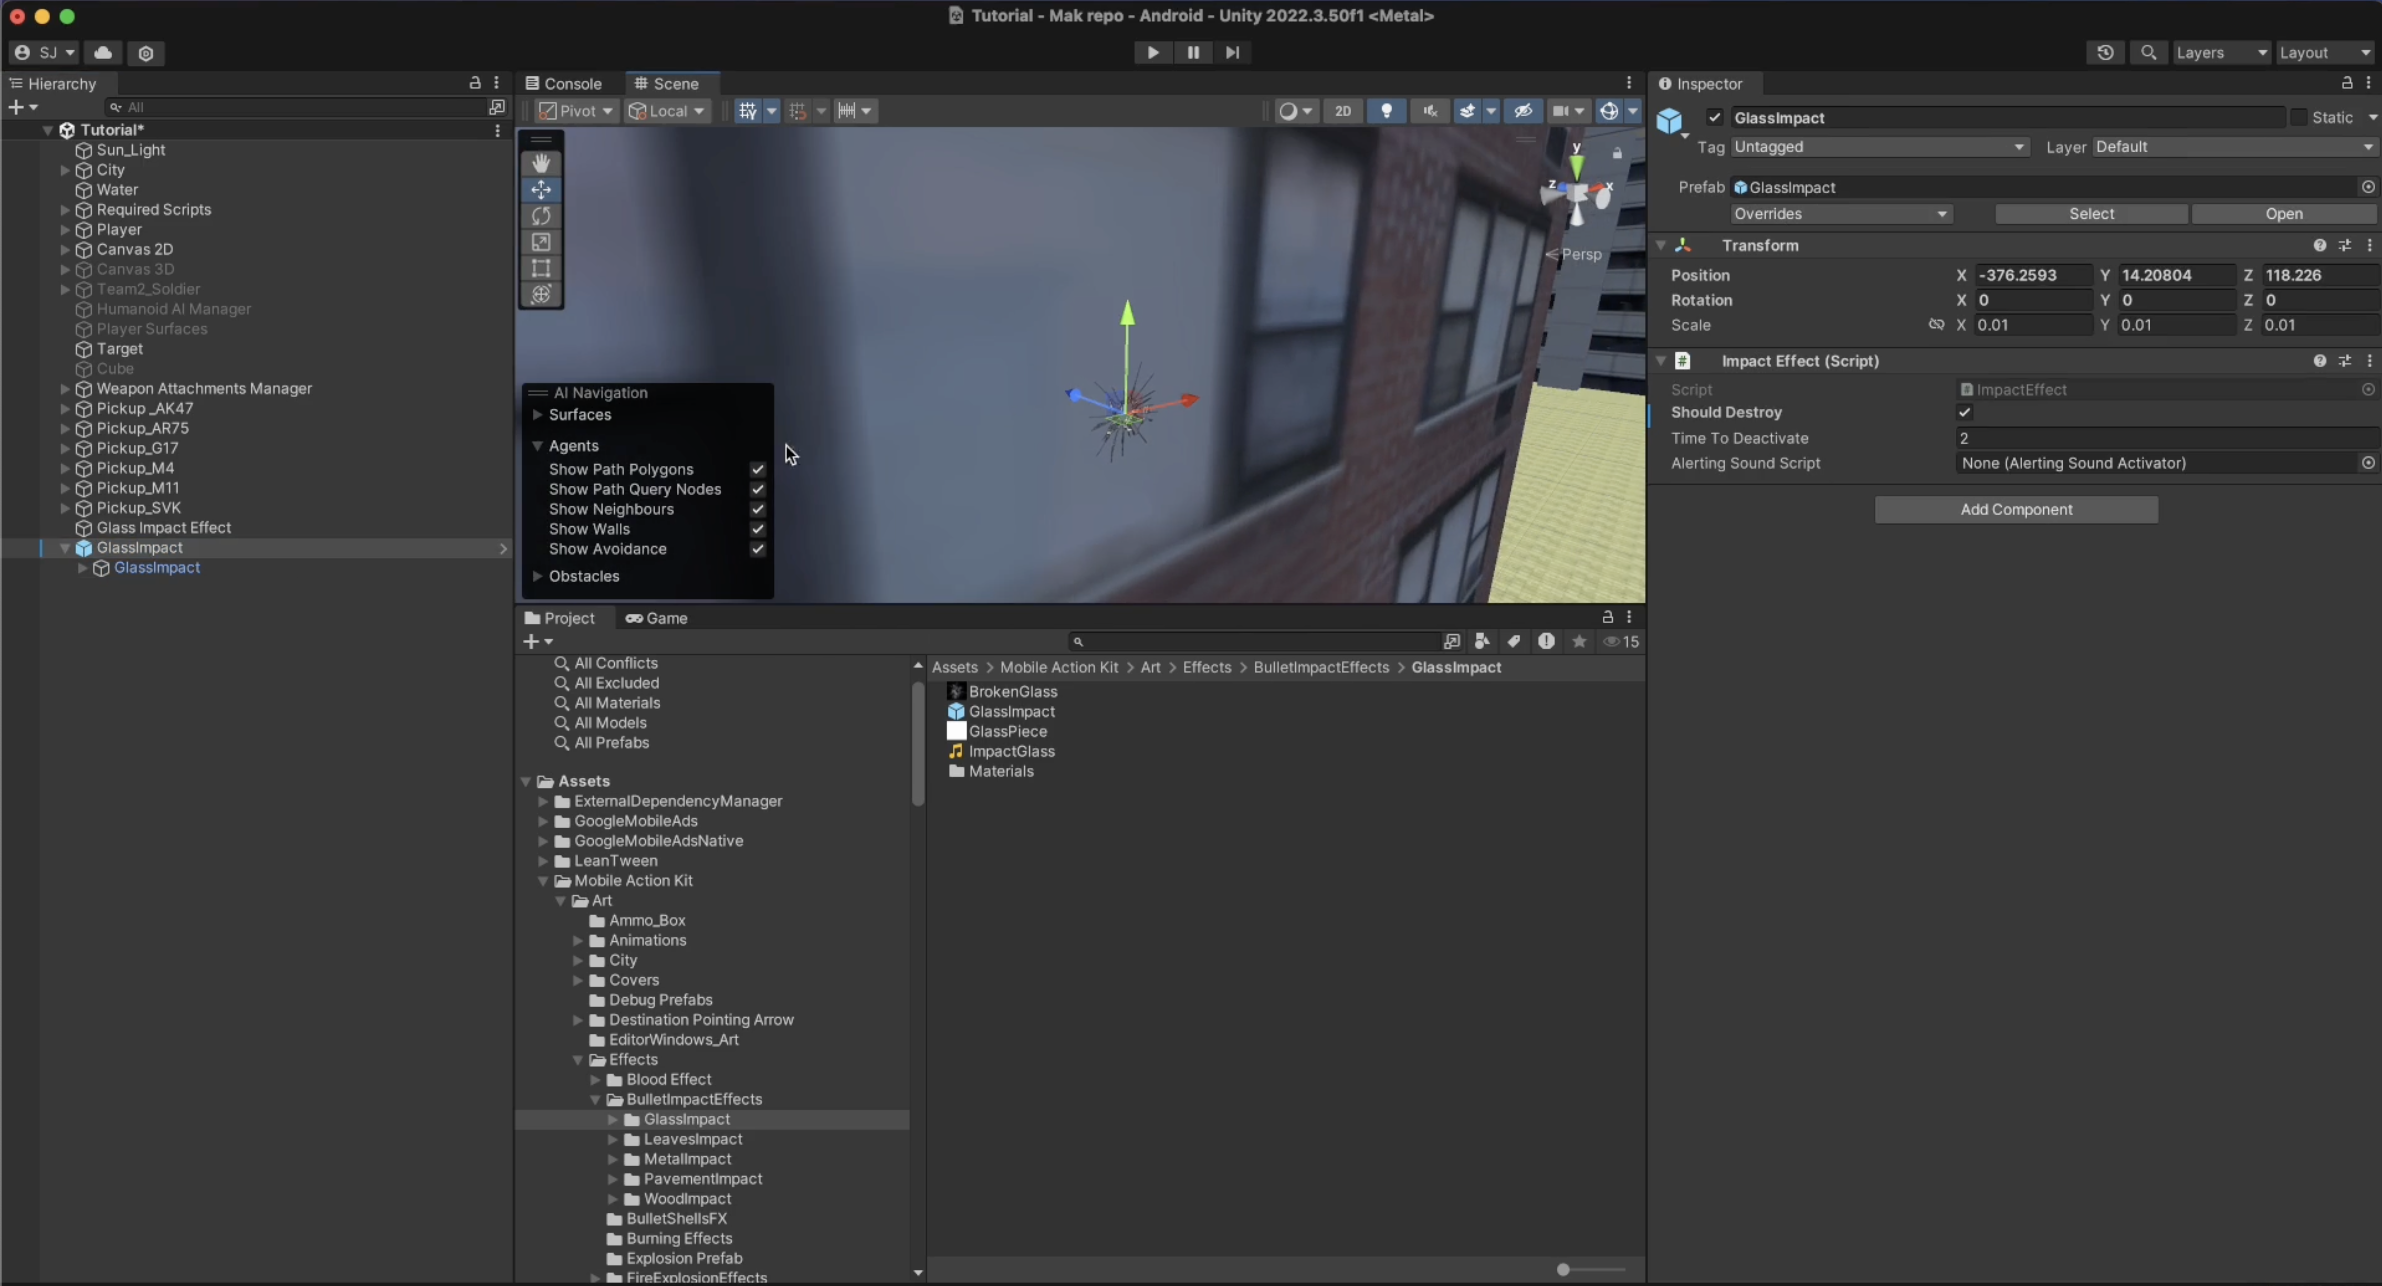 Tutorial - Mak repo - Android - Unity 2022.3.50f1 <Metal>
SJ
Layers
Layout
Hierarchy
All
Tutorial*
Sun_Light
City
Water
Required Scripts
Player
Canvas 2D
Canvas 3D
Team2_Soldier
Humanoid AI Manager
Player Surfaces
Target
Cube
Weapon Attachments Manager
Pickup _AK47
Pickup_AR75
Pickup_G17
Pickup_M4
Pickup_M11
Pickup_SVK
Glass Impact Effect
GlassImpact
GlassImpact
Console
Scene
Pivot
Local
2D
y
z
x
Persp
AI Navigation
Surfaces
Agents
Show Path Polygons
Show Path Query Nodes
Show Neighbours
Show Walls
Show Avoidance
Obstacles
Project
Game
15
All Conflicts
All Excluded
All Materials
All Models
All Prefabs
Assets
ExternalDependencyManager
GoogleMobileAds
GoogleMobileAdsNative
LeanTween
Mobile Action Kit
Art
Ammo_Box
Animations
City
Covers
Debug Prefabs
Destination Pointing Arrow
EditorWindows_Art
Effects
Blood Effect
BulletImpactEffects
GlassImpact
LeavesImpact
MetalImpact
PavementImpact
WoodImpact
BulletShellsFX
Burning Effects
Explosion Prefab
FireExplosionEffects
Assets > Mobile Action Kit > Art > Effects > BulletImpactEffects > GlassImpact
BrokenGlass
GlassImpact
GlassPiece
ImpactGlass
Materials
Inspector
GlassImpact
Static
Tag Untagged
Layer Default
Prefab GlassImpact
Overrides
Select
Open
Transform
Position X -376.2593 Y 14.20804 Z 118.226
Rotation X 0 Y 0 Z 0
Scale X 0.01 Y 0.01 Z 0.01
# Impact Effect (Script)
Script ImpactEffect
Should Destroy
Time To Deactivate 2
Alerting Sound Script None (Alerting Sound Activator)
Add Component